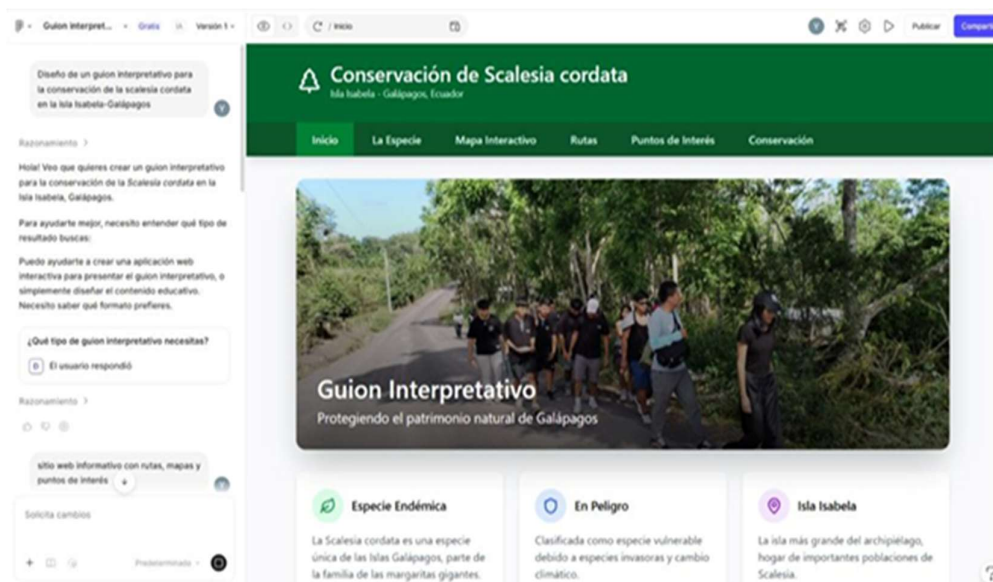 Guion interpret...
Gratis
IA
Versión 1
/ Inicio
Publicar
Compartir
Diseño de un guion interpretativo para
la conservación de la scalesia cordata
en la Isla Isabela-Galápagos
Razonamiento >
Hola! Veo que quieres crear un guion interpretativo
para la conservación de la Scalesia cordata en la
Isla Isabela, Galápagos.
Para ayudarte mejor, necesito entender qué tipo de
resultado buscas:
Puedo ayudarte a crear una aplicación web
interactiva para presentar el guion interpretativo, o
simplemente diseñar el contenido educativo.
Necesito saber qué formato prefieres.
¿Qué tipo de guion interpretativo necesitas?
El usuario respondió
Razonamiento >
sitio web informativo con rutas, mapas y
puntos de interés
Solicita cambios
Predeterminado
Conservación de Scalesia cordata
Isla Isabela - Galápagos, Ecuador
Inicio
La Especie
Mapa Interactivo
Rutas
Puntos de Interés
Conservación
Guion Interpretativo
Protegiendo el patrimonio natural de Galápagos
Especie Endémica
La Scalesia cordata es una especie
única de las Islas Galápagos, parte de
la familia de las margaritas gigantes.
En Peligro
Clasificada como especie vulnerable
debido a especies invasoras y cambio
climático.
Isla Isabela
La isla más grande del archipiélago,
hogar de importantes poblaciones de
Scalesia.